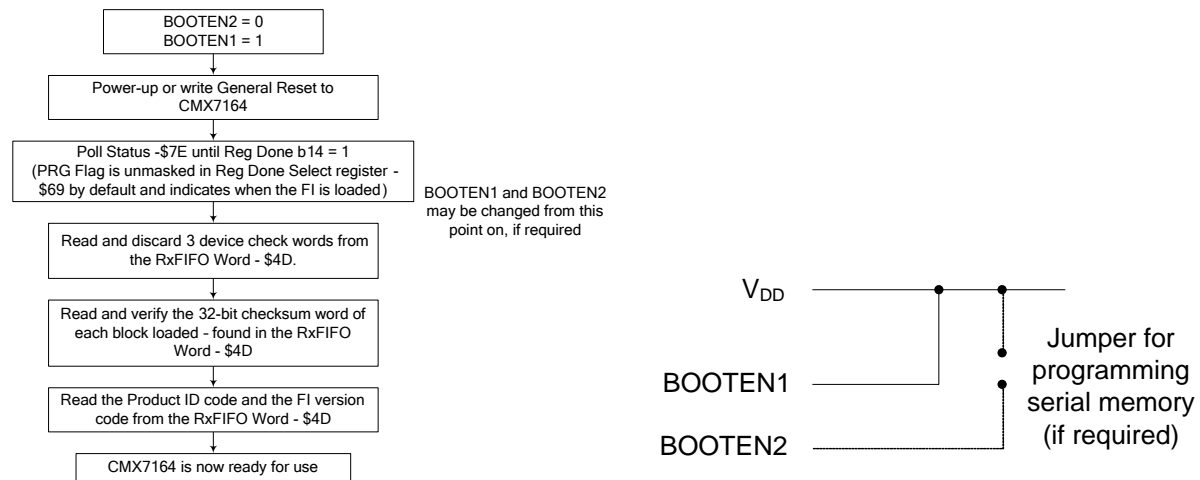 BOOTEN2 = 0
BOOTEN1 = 1
Power-up or write General Reset to
CMX7164
Poll Status -$7E until Reg Done b14 = 1
(PRG Flag is unmasked in Reg Done Select register -
$69 by default and indicates when the FI is loaded)
BOOTEN1 and BOOTEN2
may be changed from this
point on, if required
Read and discard 3 device check words from
the RxFIFO Word - $4D.
Read and verify the 32-bit checksum word of
each block loaded - found in the RxFIFO
Word - $4D
Read the Product ID code and the FI version
code from the RxFIFO Word - $4D
CMX7164 is now ready for use
VDD
BOOTEN1
BOOTEN2
Jumper for
programming
serial memory
(if required)